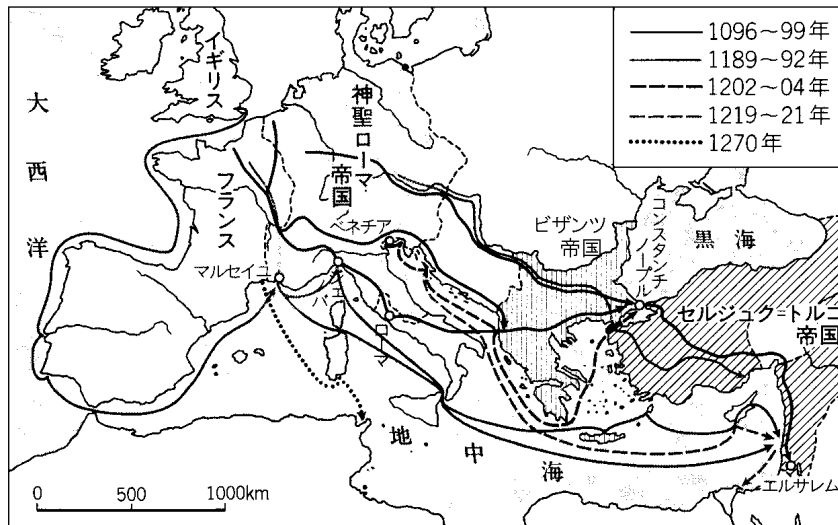 1096～99年
1189～92年
1202～04年
1219～21年
1270年
大西洋
イギリス
神聖ローマ
帝国
フランス
ベネチア
マルセイユ
ローマ
ビザンツ
帝国
コンスタンチ
ノープル
黒海
セルジュク=トルコ
帝国
地中海
エルサレム
0
500
1000km